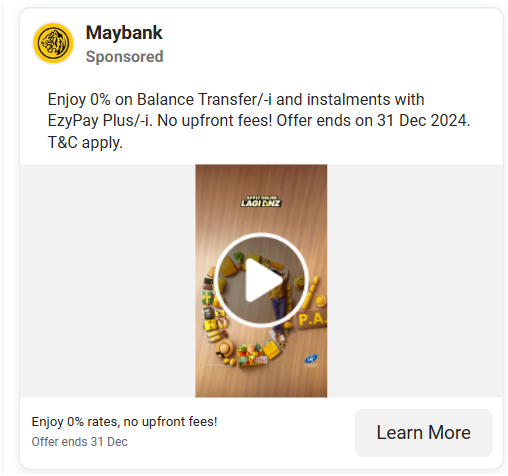 Maybank
Sponsored
Enjoy 0% on Balance Transfer/-i and instalments with
EzyPay Plus/-i. No upfront fees! Offer ends on 31 Dec 2024.
T&C apply.
APPLY ONLINE
LAGI BNZ
P.A.
Enjoy 0% rates, no upfront fees!
Offer ends 31 Dec
Learn More